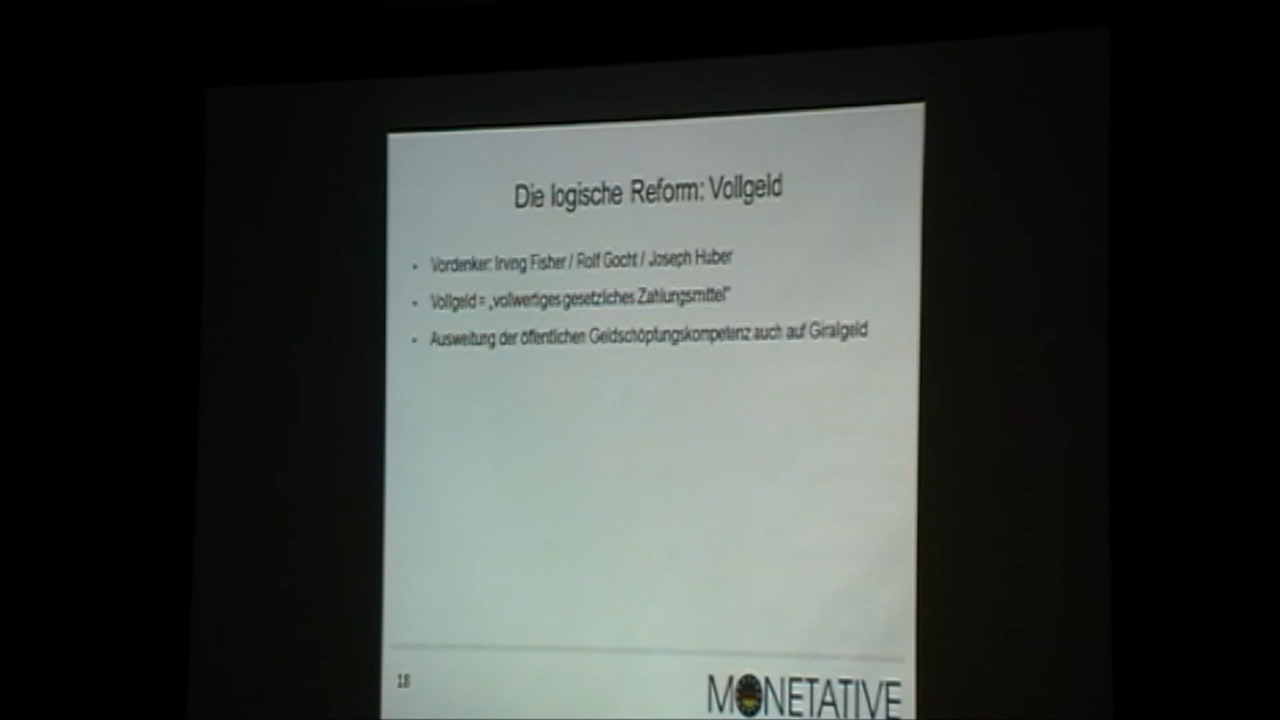 Die logische Reform: Vollgeld
• Vordenker: Irving Fisher / Rolf Gocht / Joseph Huber
• Vollgeld = „vollwertiges gesetzliches Zahlungsmittel“
• Ausweitung der öffentlichen Geldschöpfungskompetenz auch auf Giralgeld
18
MONETATIVE